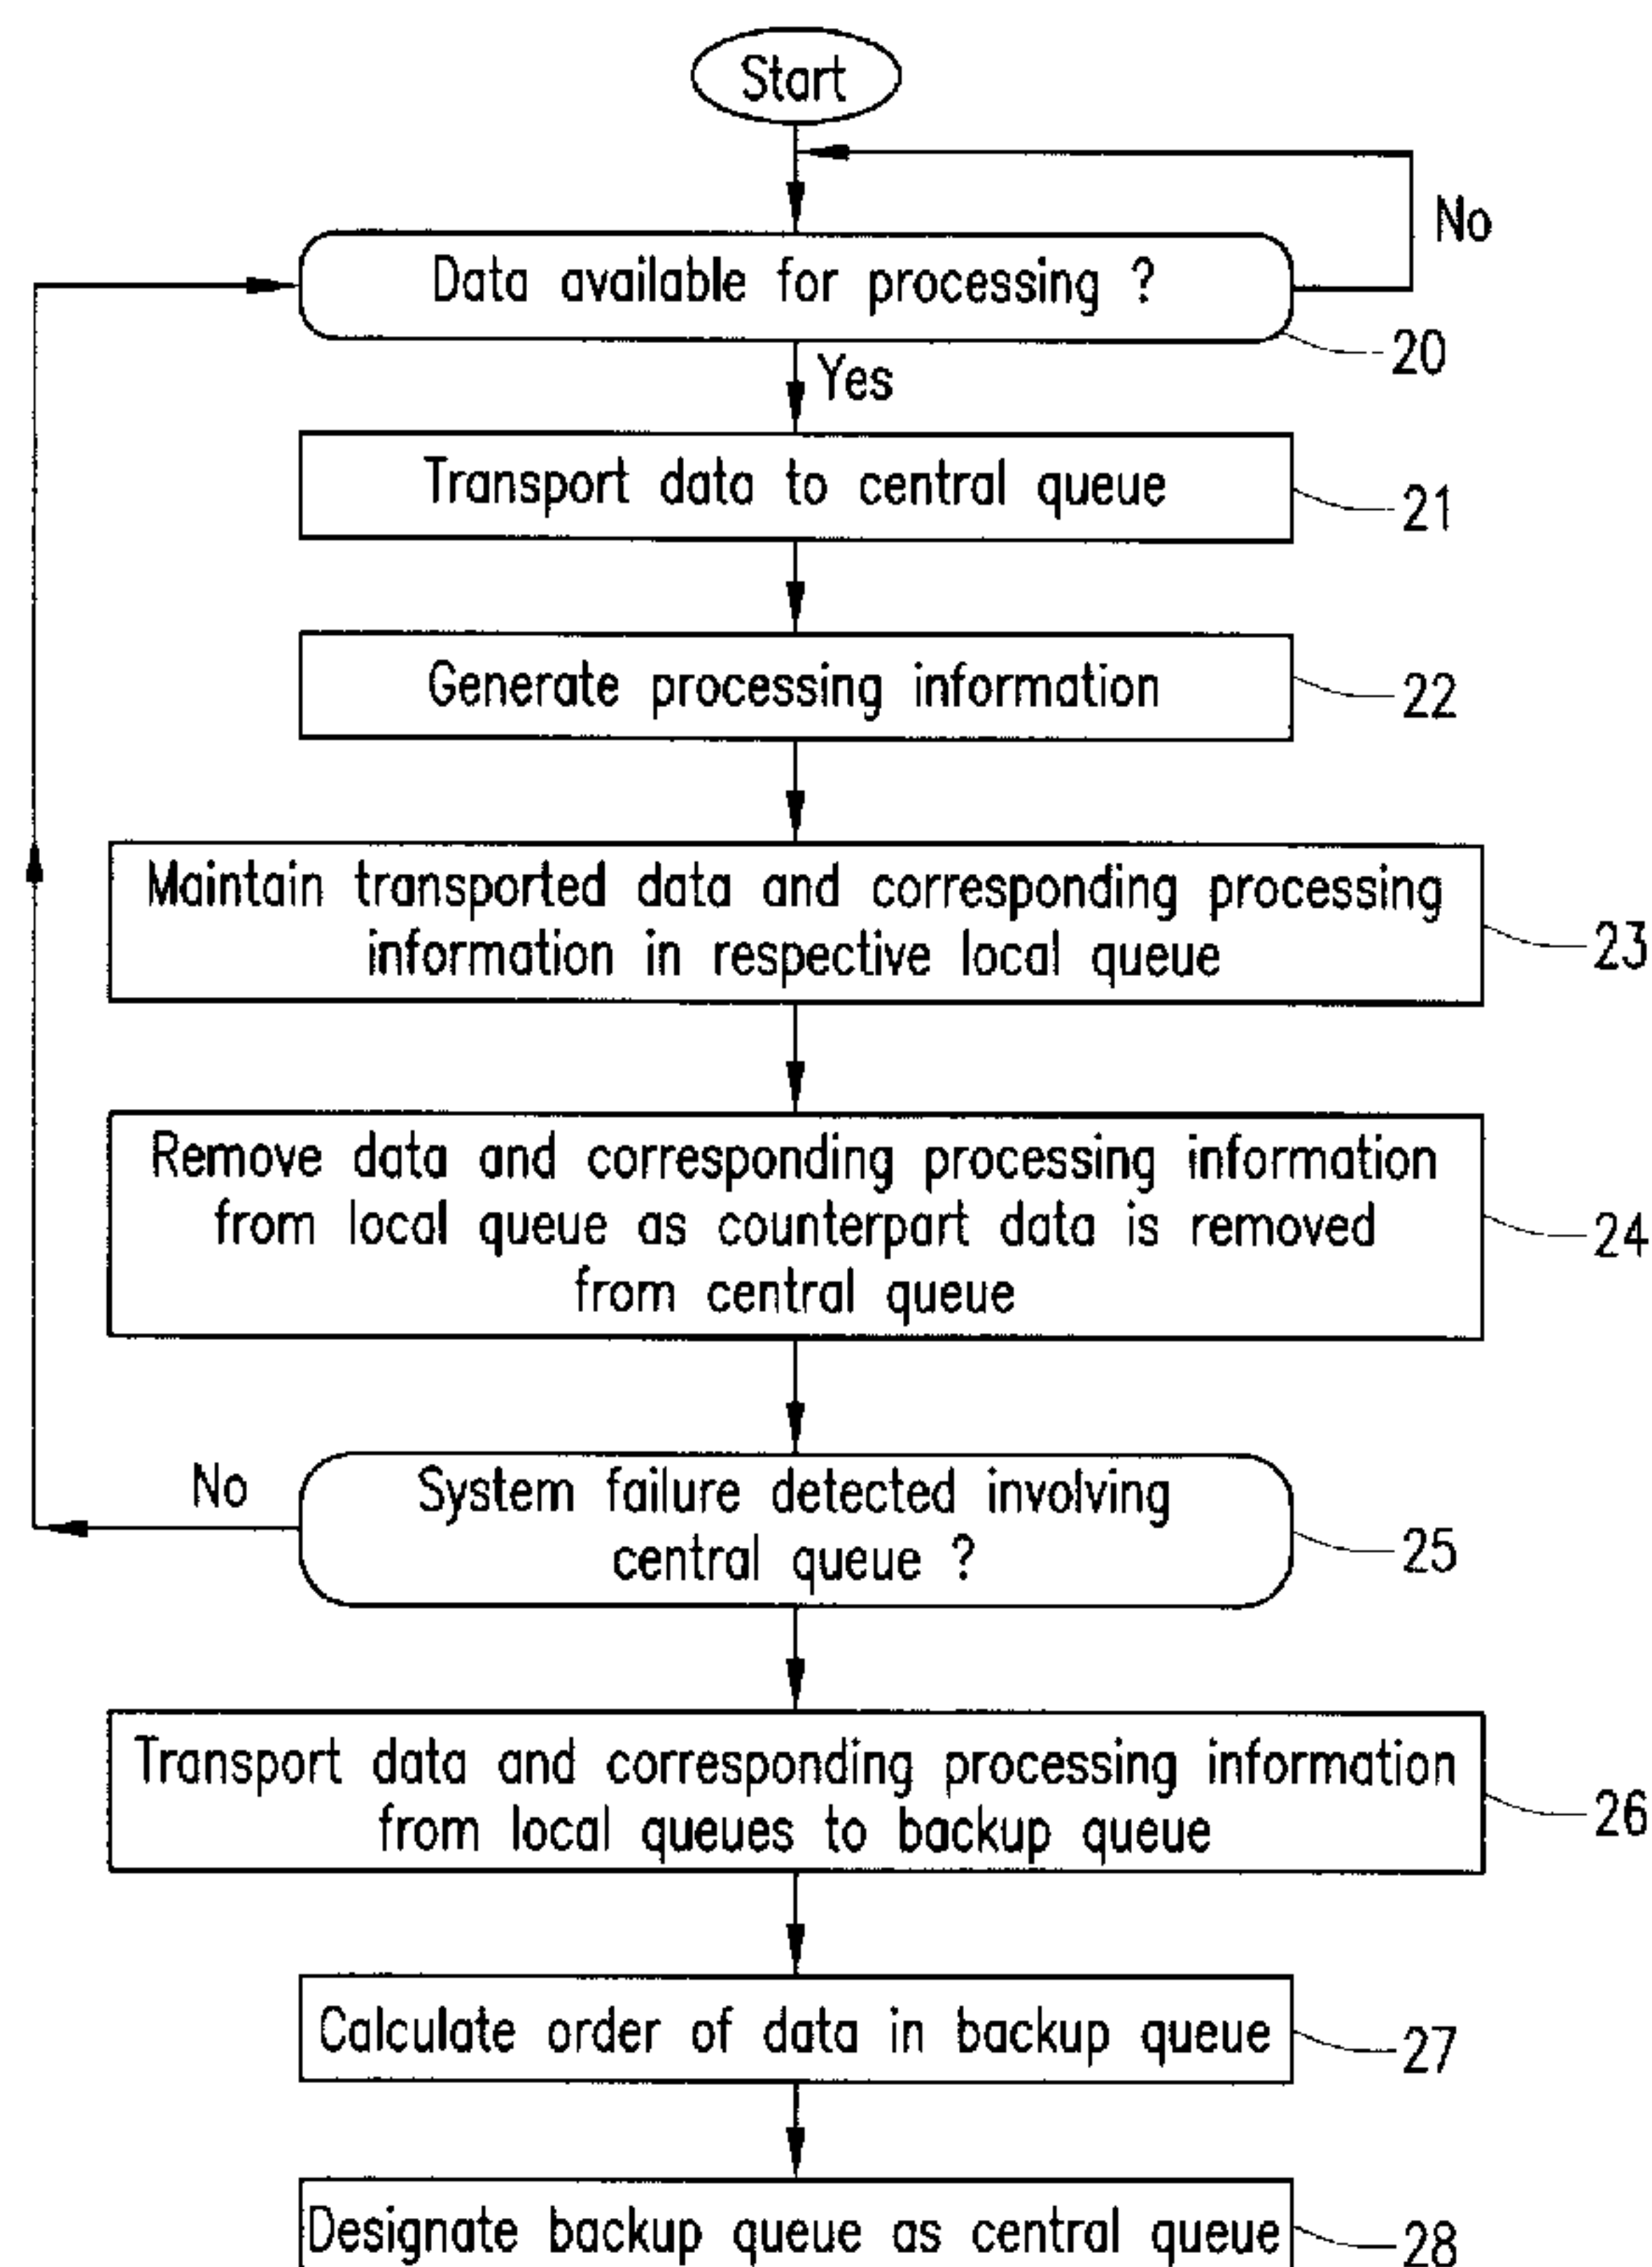 Start
No
Data available for processing ?
20
Yes
Transport data to central queue
21
Generate processing information
22
Maintain transported data and corresponding processing
information in respective local queue
23
Remove data and corresponding processing information
from local queue as counterpart data is removed
from central queue
24
No
System failure detected involving
central queue ?
25
Transport data and corresponding processing information
from local queues to backup queue
26
Calculate order of data in backup queue
27
Designate backup queue as central queue
28